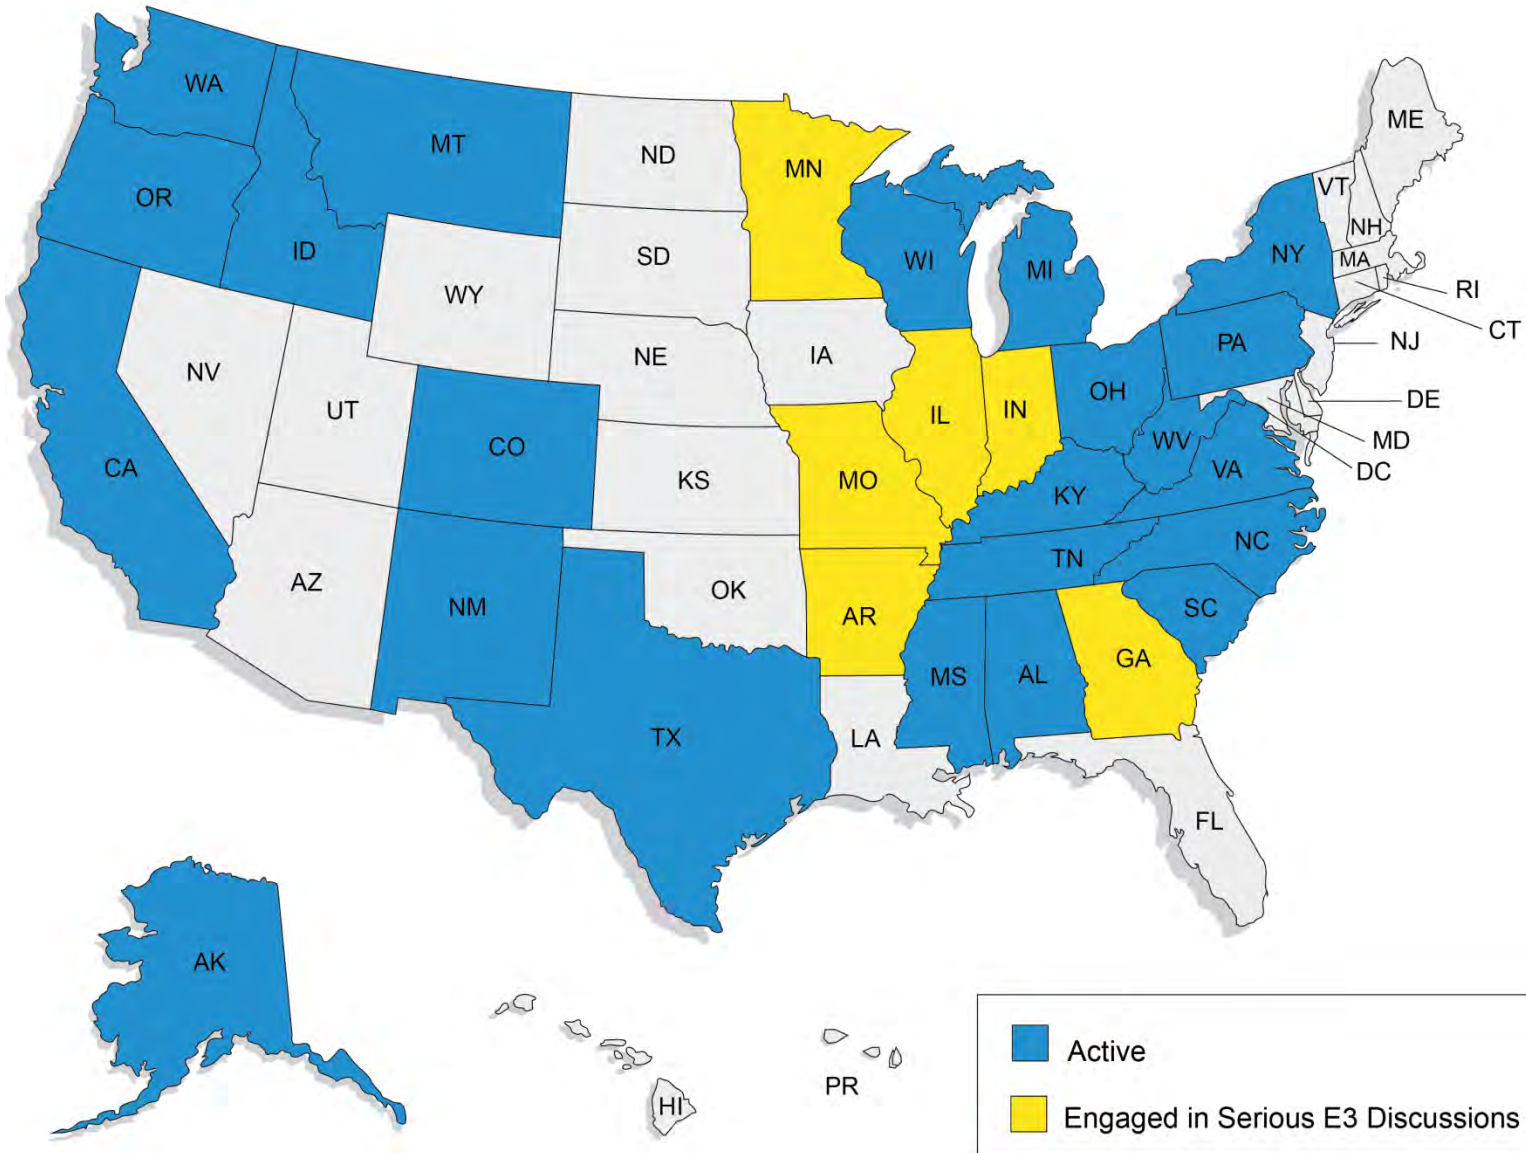 WA
MT
ND
MN
ME
OR
ID
WY
SD
WI
MI
NY
VT
NH
MA
RI
CT
NV
UT
CO
NE
IA
IL
IN
OH
PA
NJ
DE
MD
DC
CA
KS
MO
KY
WV
VA
AZ
NM
OK
AR
TN
NC
SC
TX
LA
MS
AL
GA
FL
AK
HI
PR
Active
Engaged in Serious E3 Discussions